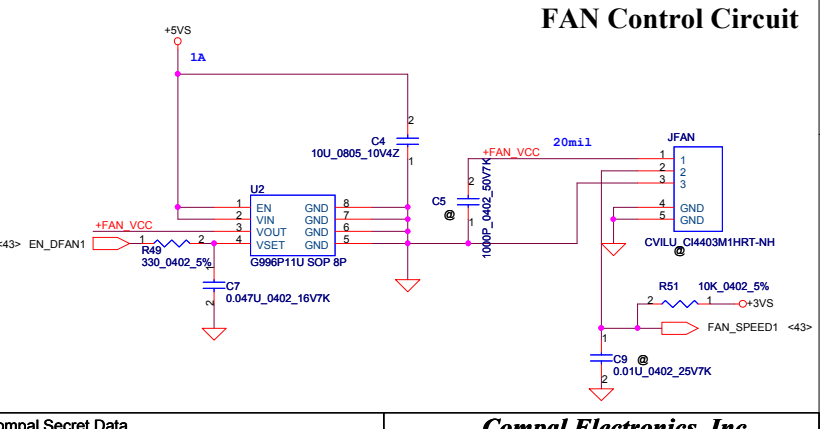 FAN Control Circuit
+5VS
1A
2
C4
10U_0805_10V4Z
1
20mil
JFAN
+FAN_VCC
1 1
2 2
3 3
4 GND
5 GND
CVILU_CI4403M1HRT-NH
@
2
C5
@
1
1000P_0402_50V7K
U2
1 EN GND 8
2 VIN GND 7
3 VOUT GND 6
4 VSET GND 5
G996P11U SOP 8P
+FAN_VCC
<43> EN_DFAN1
1 2
R49
330_0402_5%
1
C7
0.047U_0402_16V7K
2
R51 10K_0402_5%
2 1
+3VS
FAN_SPEED1 <43>
1
C9 @
0.01U_0402_25V7K
2
ompal Secret Data
Compal Electronics, Inc